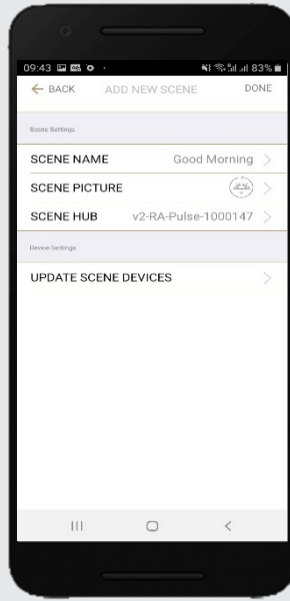 09:43 83%
← BACK ADD NEW SCENE DONE
Scene Settings
SCENE NAME Good Morning >
SCENE PICTURE >
SCENE HUB v2-RA-Pulse-1000147 >
Device Settings
UPDATE SCENE DEVICES >